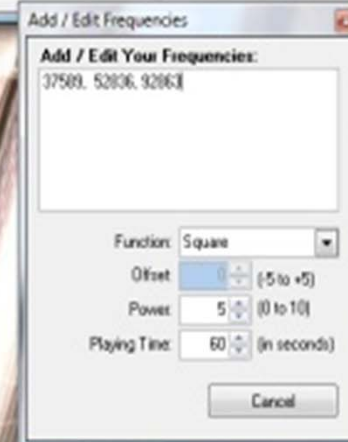 Add / Edit Frequencies
Add / Edit Your Frequencies:
37589, 52836, 92863
Function: Square
Offset 0 (-5 to +5)
Power: 5 (0 to 10)
Playing Time: 60 (in seconds)
Cancel